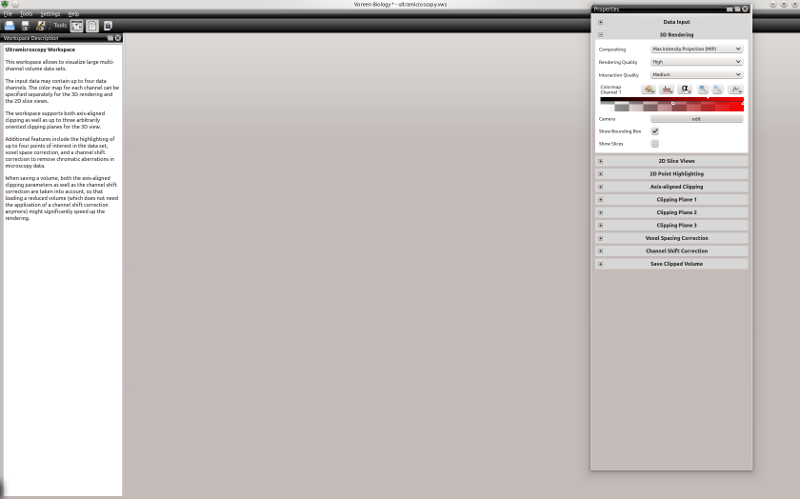 Voreen Biology * - ultramicroscopy.vws
File Tools Settings Help
Tools
Workspace Description
Ultramicroscopy Workspace
This workspace allows to visualize large multi-
channel volume data sets.
The input data may contain up to four data
channels. The color map for each channel can be
specified separately for the 3D rendering and
the 2D slice views.
The workspace supports both axis-aligned
clipping as well as up to three arbitrarily
oriented clipping planes for the 3D view.
Additional features include the highlighting of
up to four points of interest in the data set,
voxel space correction, and a channel shift
correction to remove chromatic aberrations in
microscopy data.
When saving a volume, both the axis-aligned
clipping parameters as well as the channel shift
correction are taken into account, so that
loading a reduced volume (which does not need
the application of a channel shift correction
anymore) might significantly speed up the
rendering.
Properties
Data Input
3D Rendering
Compositing Max Intensity Projection (MIP)
Rendering Quality High
Interaction Quality Medium
Colormap
Channel 1
α
Camera edit
Show Bounding Box
Show Slices
2D Slice Views
2D Point Highlighting
Axis-aligned Clipping
Clipping Plane 1
Clipping Plane 2
Clipping Plane 3
Voxel Spacing Correction
Channel Shift Correction
Save Clipped Volume